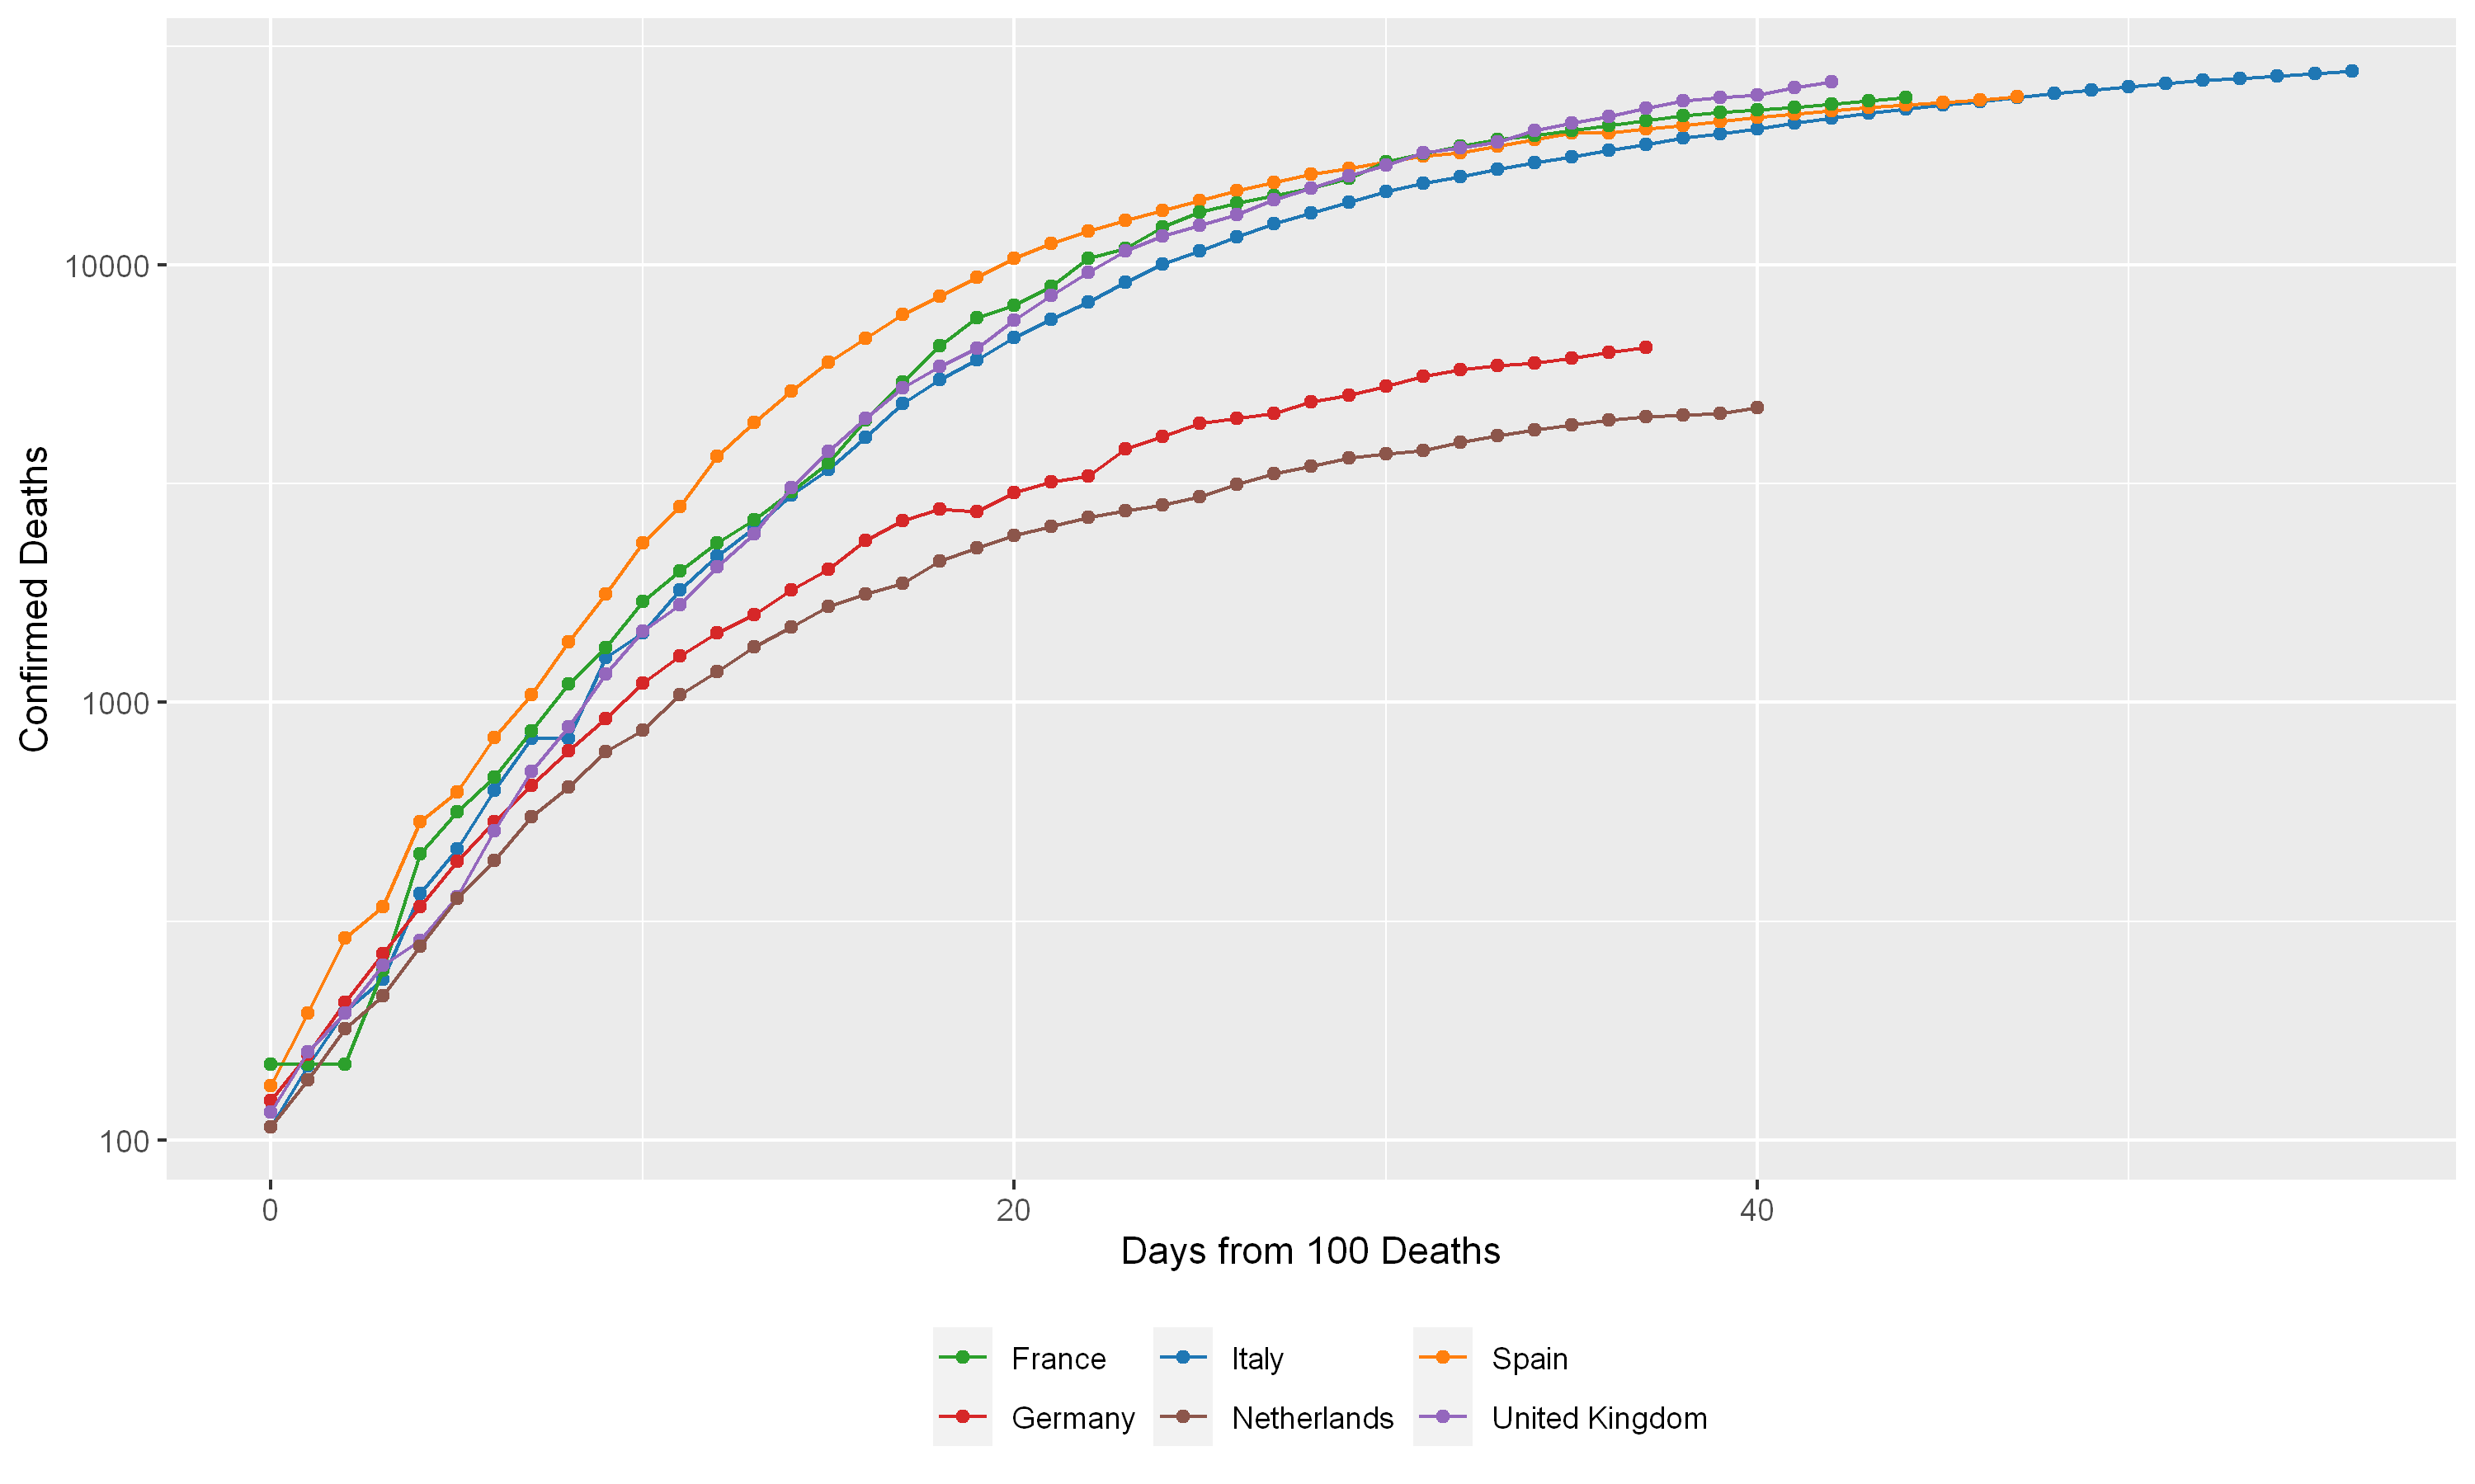 Confirmed Deaths
10000
1000
100
0 20 40
Days from 100 Deaths
France Italy Spain
Germany Netherlands United Kingdom